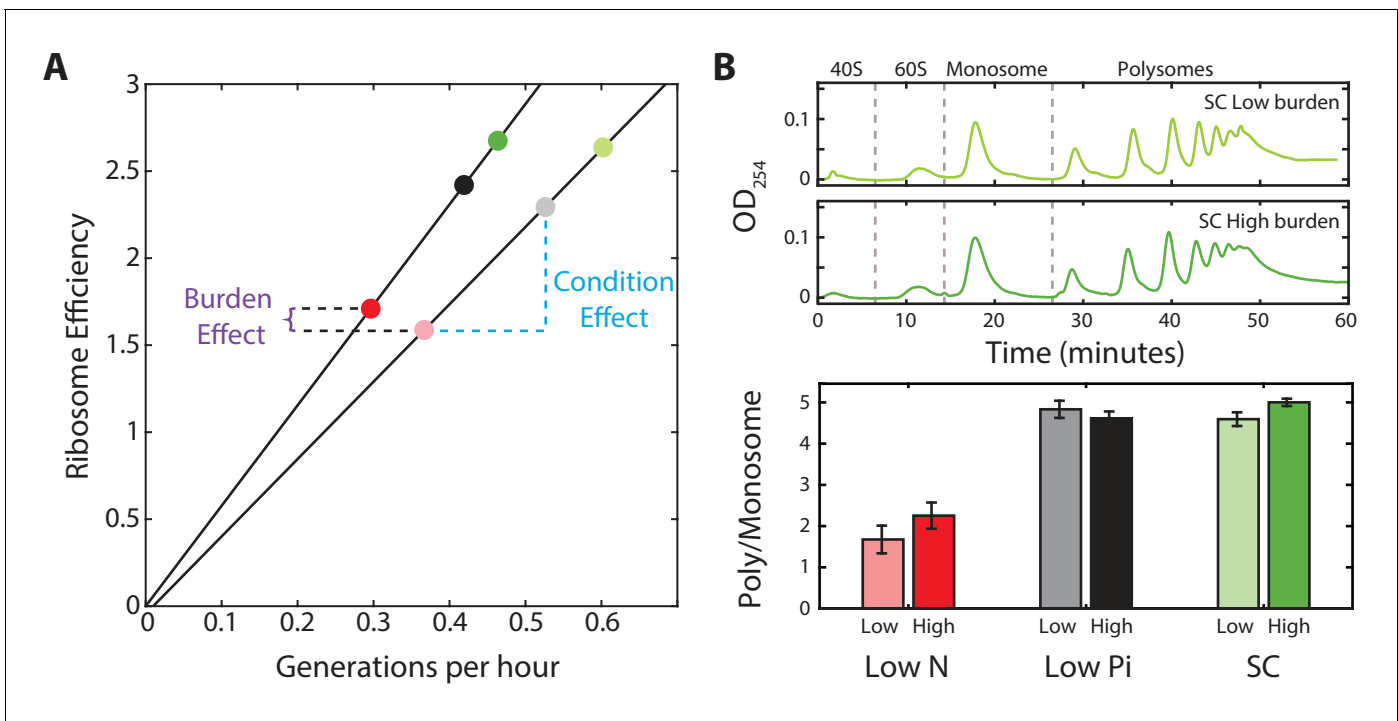 A
Ribosome Efficiency
3
2.5
2
1.5
1
0.5
0
Burden
Effect
Condition
Effect
0 0.1 0.2 0.3 0.4 0.5 0.6
Generations per hour
B
40S 60S Monosome Polysomes
SC Low burden
0.1
0
OD254
SC High burden
0.1
0
0 10 20 30 40 50 60
Time (minutes)
Poly/Monosome
5
4
3
2
1
0
Low High Low High Low High
Low N Low Pi SC